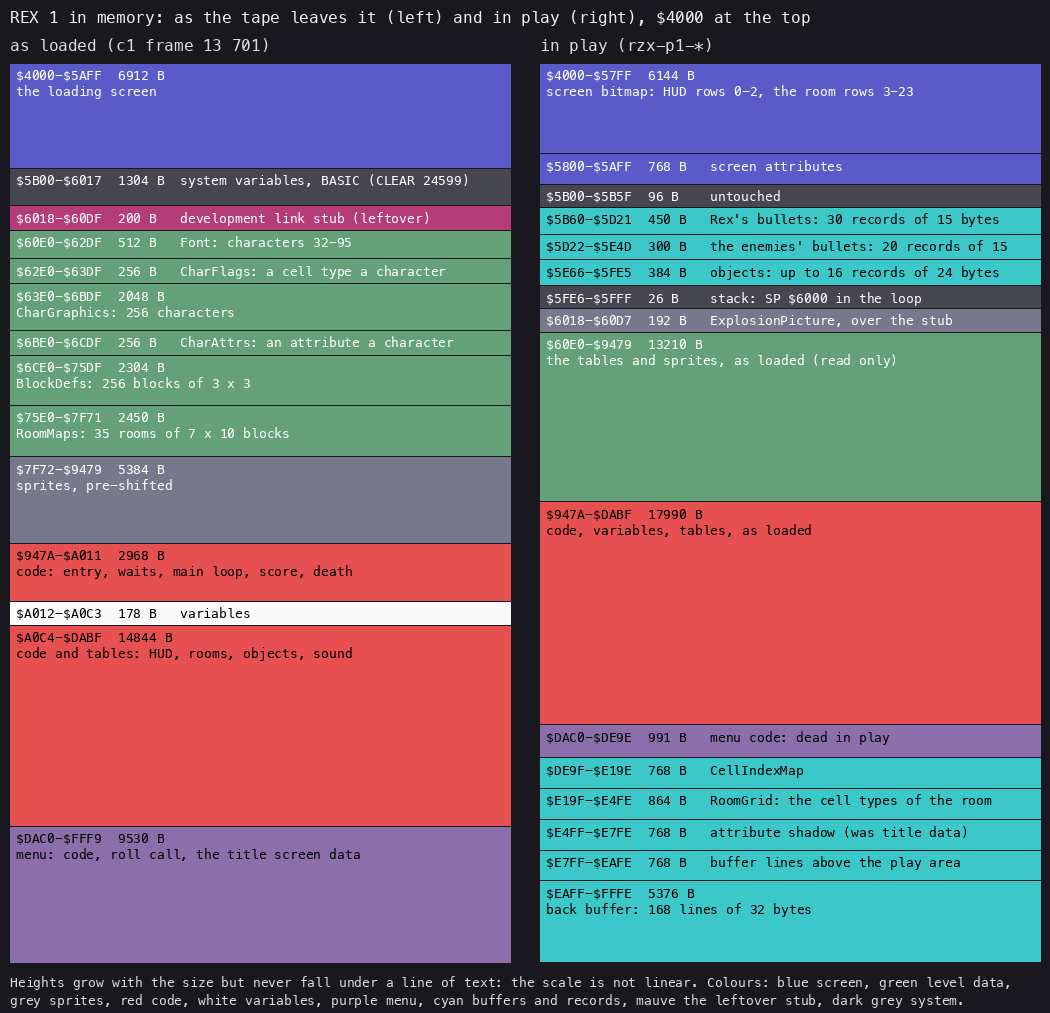 REX 1 in memory: as the tape leaves it (left) and in play (right), $4000 at the top
as loaded (c1 frame 13 701)
$4000−$5AFF 6912 B
the loading screen
$5B00−$6017 1304 B system variables, BASIC (CLEAR 24599)
$6018−$60DF 200 B development link stub (leftover)
$60E0−$62DF 512 B Font: characters 32−95
$62E0−$63DF 256 B CharFlags: a cell type a character
$63E0−$6BDF 2048 B
CharGraphics: 256 characters
$6BE0−$6CDF 256 B CharAttrs: an attribute a character
$6CE0−$75DF 2304 B
BlockDefs: 256 blocks of 3 x 3
$75E0−$7F71 2450 B
RoomMaps: 35 rooms of 7 x 10 blocks
$7F72−$9479 5384 B
sprites, pre−shifted
$947A−$A011 2968 B
code: entry, waits, main loop, score, death
$A012−$A0C3 178 B variables
$A0C4−$DABF 14844 B
code and tables: HUD, rooms, objects, sound
$DAC0−$FFF9 9530 B
menu: code, roll call, the title screen data
in play (rzx−p1−*)
$4000−$57FF 6144 B
screen bitmap: HUD rows 0−2, the room rows 3−23
$5800−$5AFF 768 B screen attributes
$5B00−$5B5F 96 B untouched
$5B60−$5D21 450 B Rex's bullets: 30 records of 15 bytes
$5D22−$5E4D 300 B the enemies' bullets: 20 records of 15
$5E66−$5FE5 384 B objects: up to 16 records of 24 bytes
$5FE6−$5FFF 26 B stack: SP $6000 in the loop
$6018−$60D7 192 B ExplosionPicture, over the stub
$60E0−$9479 13210 B
the tables and sprites, as loaded (read only)
$947A−$DABF 17990 B
code, variables, tables, as loaded
$DAC0−$DE9E 991 B menu code: dead in play
$DE9F−$E19E 768 B CellIndexMap
$E19F−$E4FE 864 B RoomGrid: the cell types of the room
$E4FF−$E7FE 768 B attribute shadow (was title data)
$E7FF−$EAFE 768 B buffer lines above the play area
$EAFF−$FFFE 5376 B
back buffer: 168 lines of 32 bytes
Heights grow with the size but never fall under a line of text: the scale is not linear. Colours: blue screen, green level data,
grey sprites, red code, white variables, purple menu, cyan buffers and records, mauve the leftover stub, dark grey system.